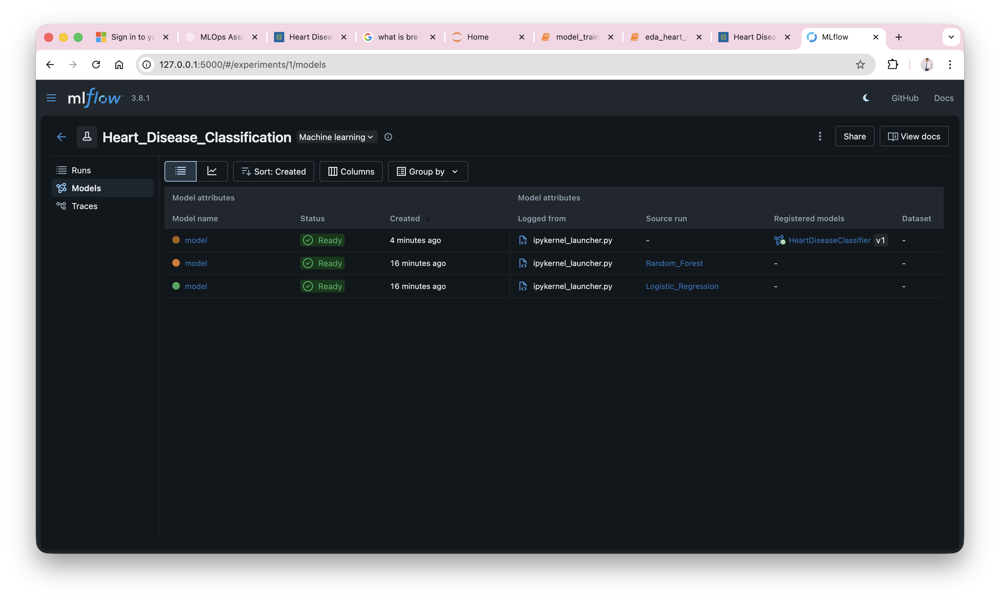 Sign in to yo
MLOps Assi
Heart Disea
what is bre i
Home
model_train
eda_heart_
Heart Disea
MLflow
127.0.0.1:5000/#/experiments/1/models
mlflow 3.8.1
GitHub Docs
Heart_Disease_Classification Machine learning
Share View docs
Runs
Models
Traces
Sort: Created Columns Group by
Model attributes Model attributes
Model name Status Created Logged from Source run Registered models Dataset
model Ready 4 minutes ago ipykernel_launcher.py - HeartDiseaseClassifier v1 -
model Ready 16 minutes ago ipykernel_launcher.py Random_Forest - -
model Ready 16 minutes ago ipykernel_launcher.py Logistic_Regression - -